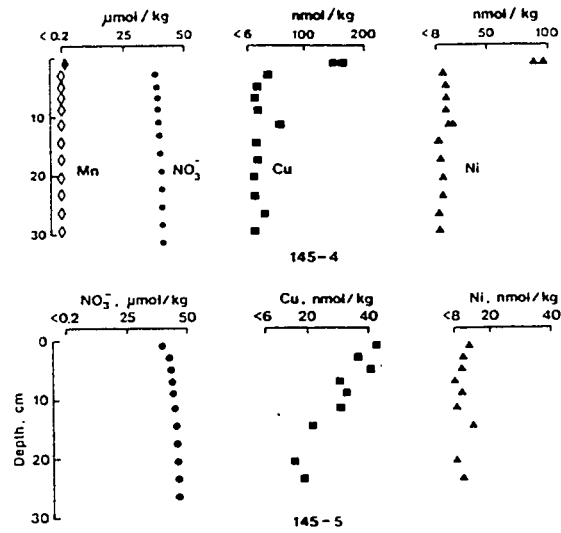 µmol / kg nmol / kg nmol / kg
< 0.2 25 50 < 6 100 200 <8 50 100
10
20
30
Mn NO₃⁻ Cu Ni
145-4
NO₃⁻, µmol/kg Cu, nmol/kg Ni, nmol/kg
<0.2 25 50 <6 20 40 <8 20 40
0
10
20
30
Depth, cm
145-5